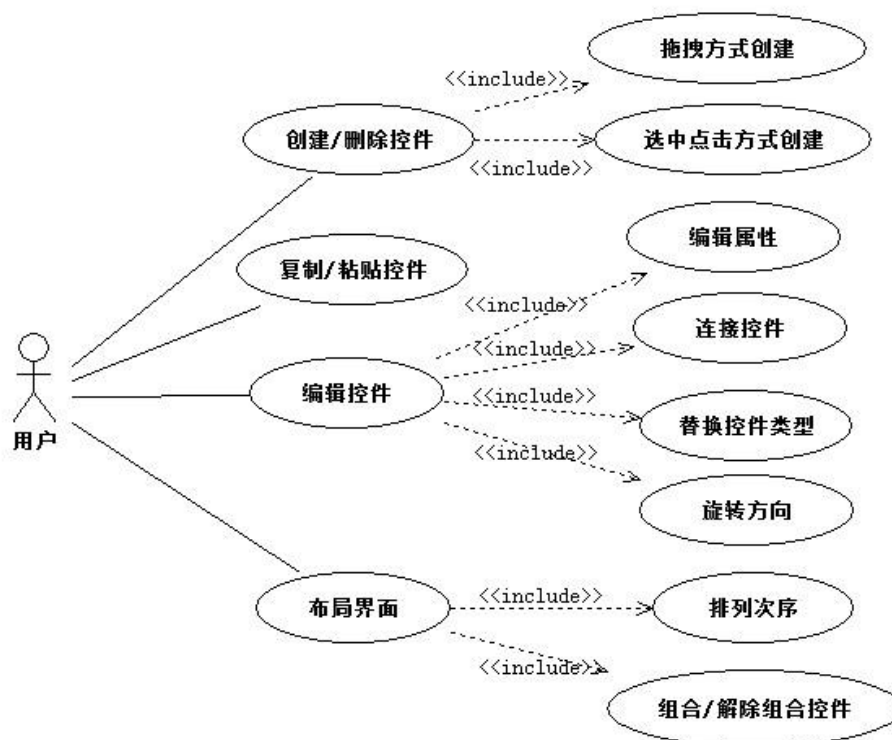 拖拽方式创建
<<include>>
创建/删除控件
选中点击方式创建
<<include>>
编辑属性
复制/粘贴控件
<<include>>
连接控件
<<include>>
编辑控件
<<include>>
替换控件类型
用户
<<include>>
旋转方向
布局界面
<<include>>
排列次序
<<include>>
组合/解除组合控件